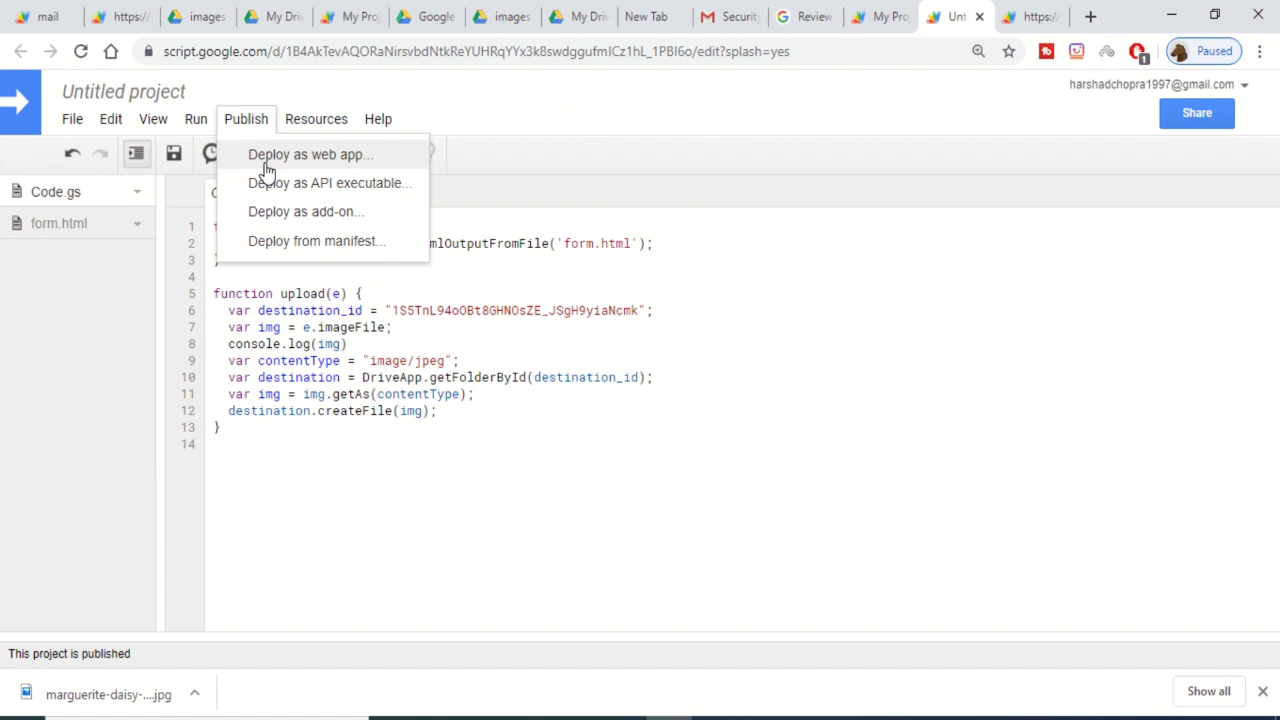 mail
https:/
images
My Driv
My Proj
Google
images
My Driv
New Tab
Security
Review
My Pro
Unt
https:/
script.google.com/d/1B4AkTevAQORaNirsvbdNtkReYUHRqYYx3k8swdggufmICz1hL_1PBI6o/edit?splash=yes
1
Paused
Untitled project
harshadchopra1997@gmail.com
File Edit View Run Publish Resources Help
Share
Deploy as web app...
Deploy as API executable...
Deploy as add-on...
Deploy from manifest...
Code.gs
form.html
1
2 mlOutputFromFile('form.html');
3 }
4
5 function upload(e) {
6 var destination_id = "1S5TnL94oOBt8GHNOsZE_JSgH9yiaNcmk";
7 var img = e.imageFile;
8 console.log(img)
9 var contentType = "image/jpeg";
10 var destination = DriveApp.getFolderById(destination_id);
11 var img = img.getAs(contentType);
12 destination.createFile(img);
13 }
14
This project is published
marguerite-daisy-....jpg
Show all